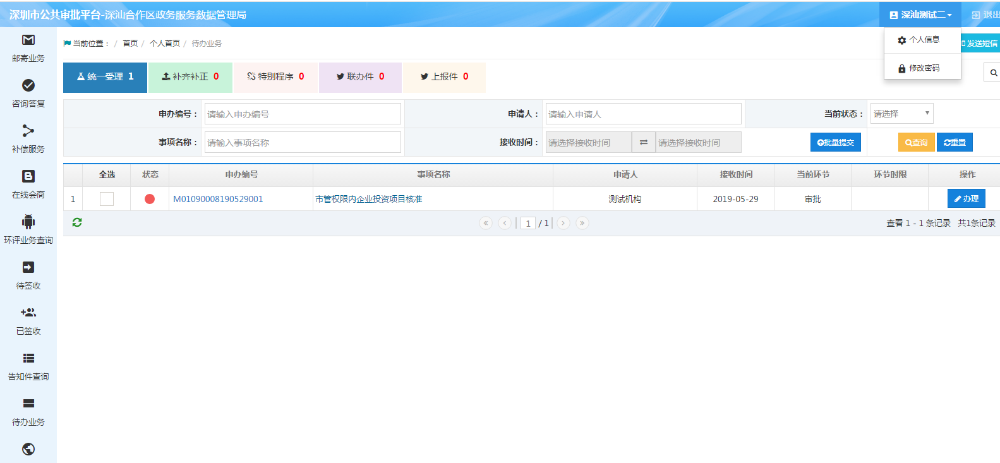 深圳市公共审批平台-深汕合作区政务服务数据管理局
深汕测试二
退出
个人信息
修改密码
发送短信
当前位置： / 首页 / 个人首页 / 待办业务
邮寄业务
咨询答复
补偿服务
在线会商
环评业务查询
待签收
已签收
告知件查询
待办业务
统一受理 1
补齐补正 0
特别程序 0
联办件 0
上报件 0
申办编号： 请输入申办编号
申请人： 请输入申请人
当前状态： 请选择
事项名称： 请输入事项名称
接收时间： 请选择接收时间 请选择接收时间
批量提交
查询
重置
全选 状态 申办编号 事项名称 申请人 接收时间 当前环节 环节时限 操作
1 M01090008190529001 市管权限内企业投资项目核准 测试机构 2019-05-29 审批 办理
1 / 1
查看 1 - 1 条记录 共1条记录